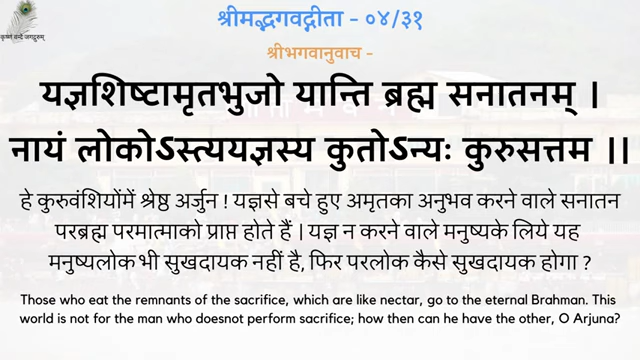 श्रीमद्भगवद्गीता - ०४/३१
कृष्णं वन्दे जगद्गुरुम्
श्रीभगवानुवाच -
यज्ञशिष्टामृतभुजो यान्ति ब्रह्म सनातनम् ।
नायं लोकोऽस्त्ययज्ञस्य कुतोऽन्यः कुरुसत्तम ।।
हे कुरुवंशियोंमें श्रेष्ठ अर्जुन ! यज्ञसे बचे हुए अमृतका अनुभव करने वाले सनातन
परब्रह्म परमात्माको प्राप्त होते हैं । यज्ञ न करने वाले मनुष्यके लिये यह
मनुष्यलोक भी सुखदायक नहीं है, फिर परलोक कैसे सुखदायक होगा ?
Those who eat the remnants of the sacrifice, which are like nectar, go to the eternal Brahman. This
world is not for the man who doesnot perform sacrifice; how then can he have the other, O Arjuna?